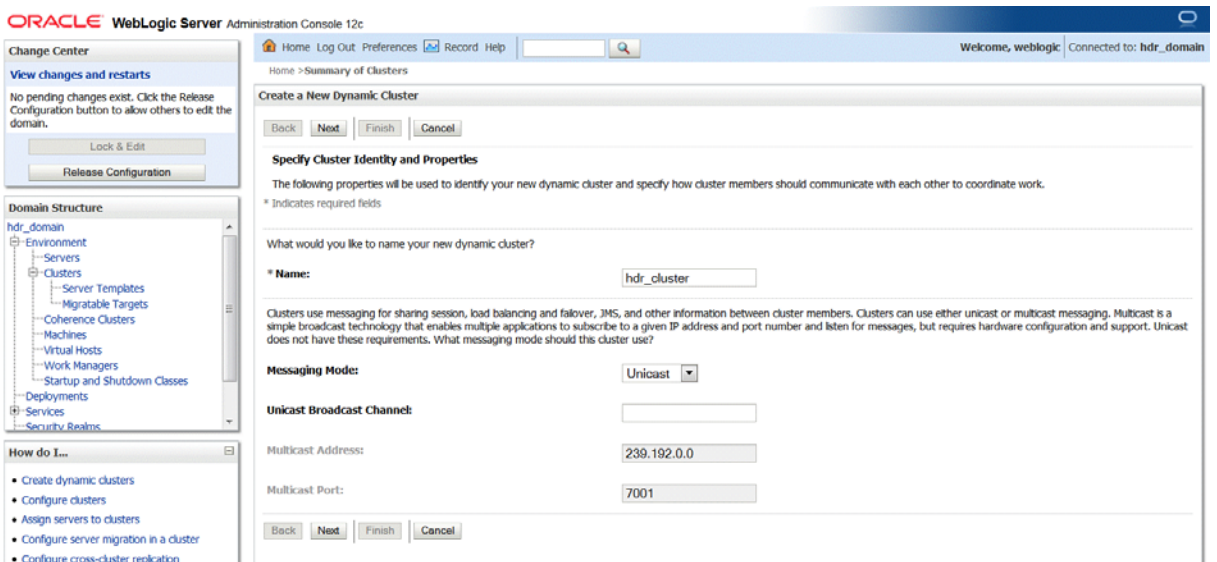 ORACLE WebLogic Server Administration Console 12c
Change Center
View changes and restarts
No pending changes exist. Click the Release
Configuration button to allow others to edit the
domain.
Lock & Edit
Release Configuration
Domain Structure
hdr_domain
Environment
Servers
Clusters
Server Templates
Migratable Targets
Coherence Clusters
Machines
Virtual Hosts
Work Managers
Startup and Shutdown Classes
Deployments
Services
Security Realms
How do I...
Create dynamic clusters
Configure clusters
Assign servers to clusters
Configure server migration in a cluster
Configure cross-cluster replication
Home Log Out Preferences Record Help
Welcome, weblogic Connected to: hdr_domain
Home >Summary of Clusters
Create a New Dynamic Cluster
Back Next Finish Cancel
Specify Cluster Identity and Properties
The following properties will be used to identify your new dynamic cluster and specify how cluster members should communicate with each other to coordinate work.
* Indicates required fields
What would you like to name your new dynamic cluster?
* Name: hdr_cluster
Clusters use messaging for sharing session, load balancing and failover, JMS, and other information between cluster members. Clusters can use either unicast or multicast messaging. Multicast is a
simple broadcast technology that enables multiple applications to subscribe to a given IP address and port number and listen for messages, but requires hardware configuration and support. Unicast
does not have these requirements. What messaging mode should this cluster use?
Messaging Mode: Unicast
Unicast Broadcast Channel:
Multicast Address: 239.192.0.0
Multicast Port: 7001
Back Next Finish Cancel